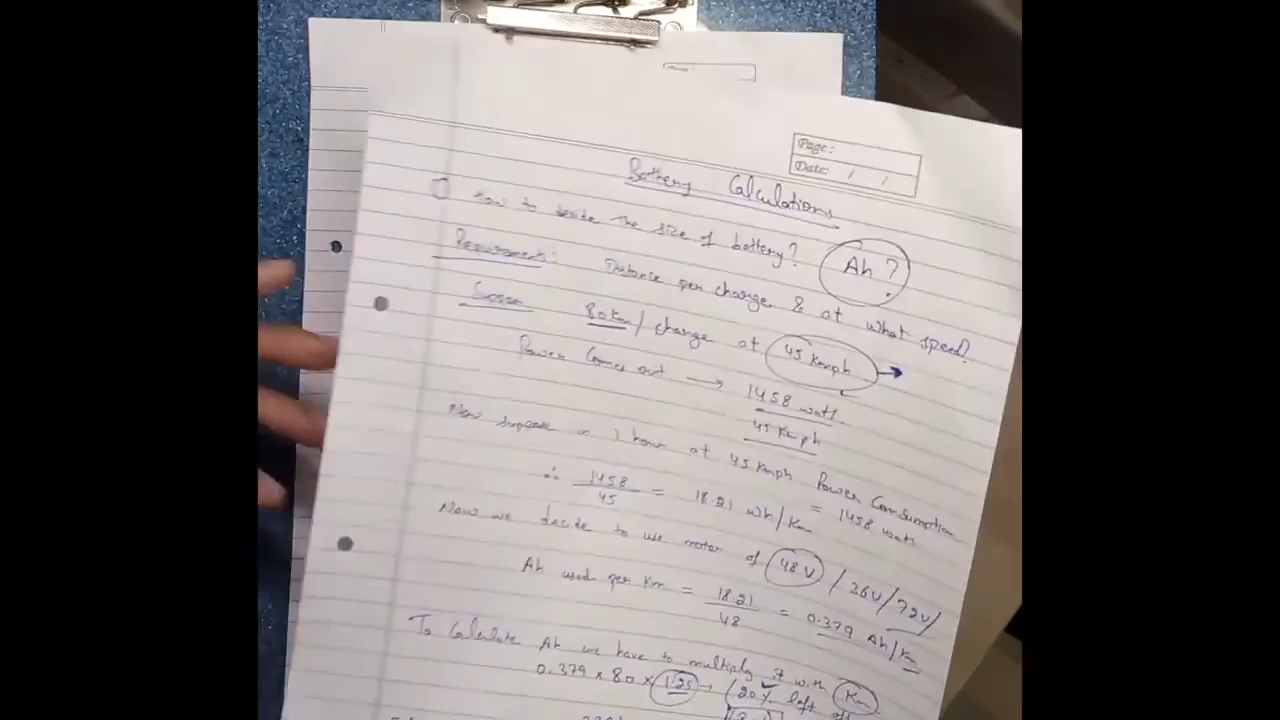 Page:
Date: / /
Battery Calculations
How to decide the size of battery? Ah ?
Requirement: Distance per charge & at what speed?
80 Km / charge at 45 Kmph →
Power Comes out → 1458 watt
45 Kmph
Now suppose in 1 hour at 45 Kmph Power Consumption
= 1458 watt
∴ 1458 / 45 = 18.21 Wh/Km
Now we decide to use motor of 48V / 36V / 72V/
Ah used per Km = 18.21 / 48 = 0.379 Ah/Km
To Calculate Ah we have to multiply it with Km.
0.379 x 80 x 1.25 → (20% left off